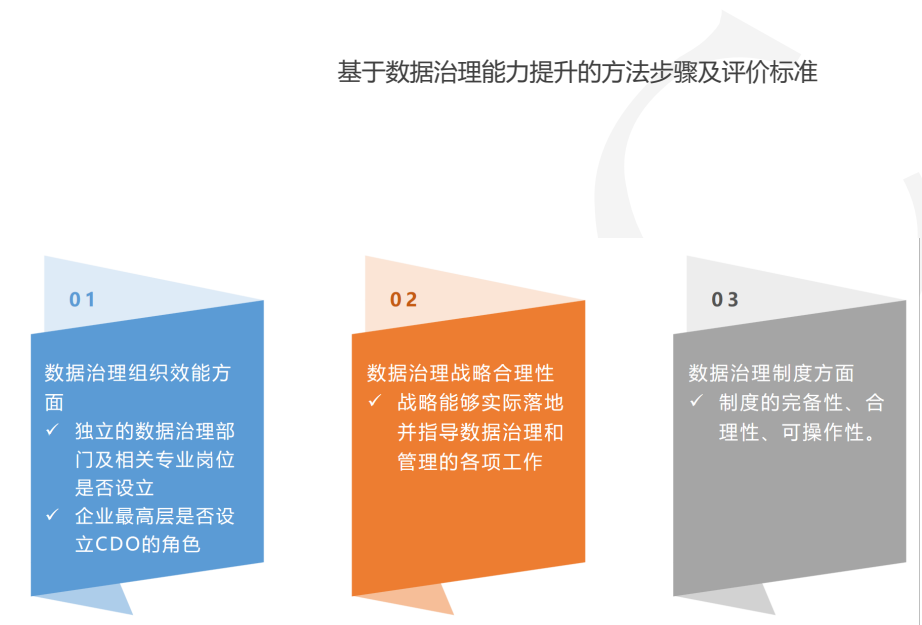 基于数据治理能力提升的方法步骤及评价标准
01
数据治理组织效能方
面
✓ 独立的数据治理部
门及相关专业岗位
是否设立
✓ 企业最高层是否设
立CDO的角色
02
数据治理战略合理性
✓ 战略能够实际落地
并指导数据治理和
管理的各项工作
03
数据治理制度方面
✓ 制度的完备性、合
理性、可操作性。